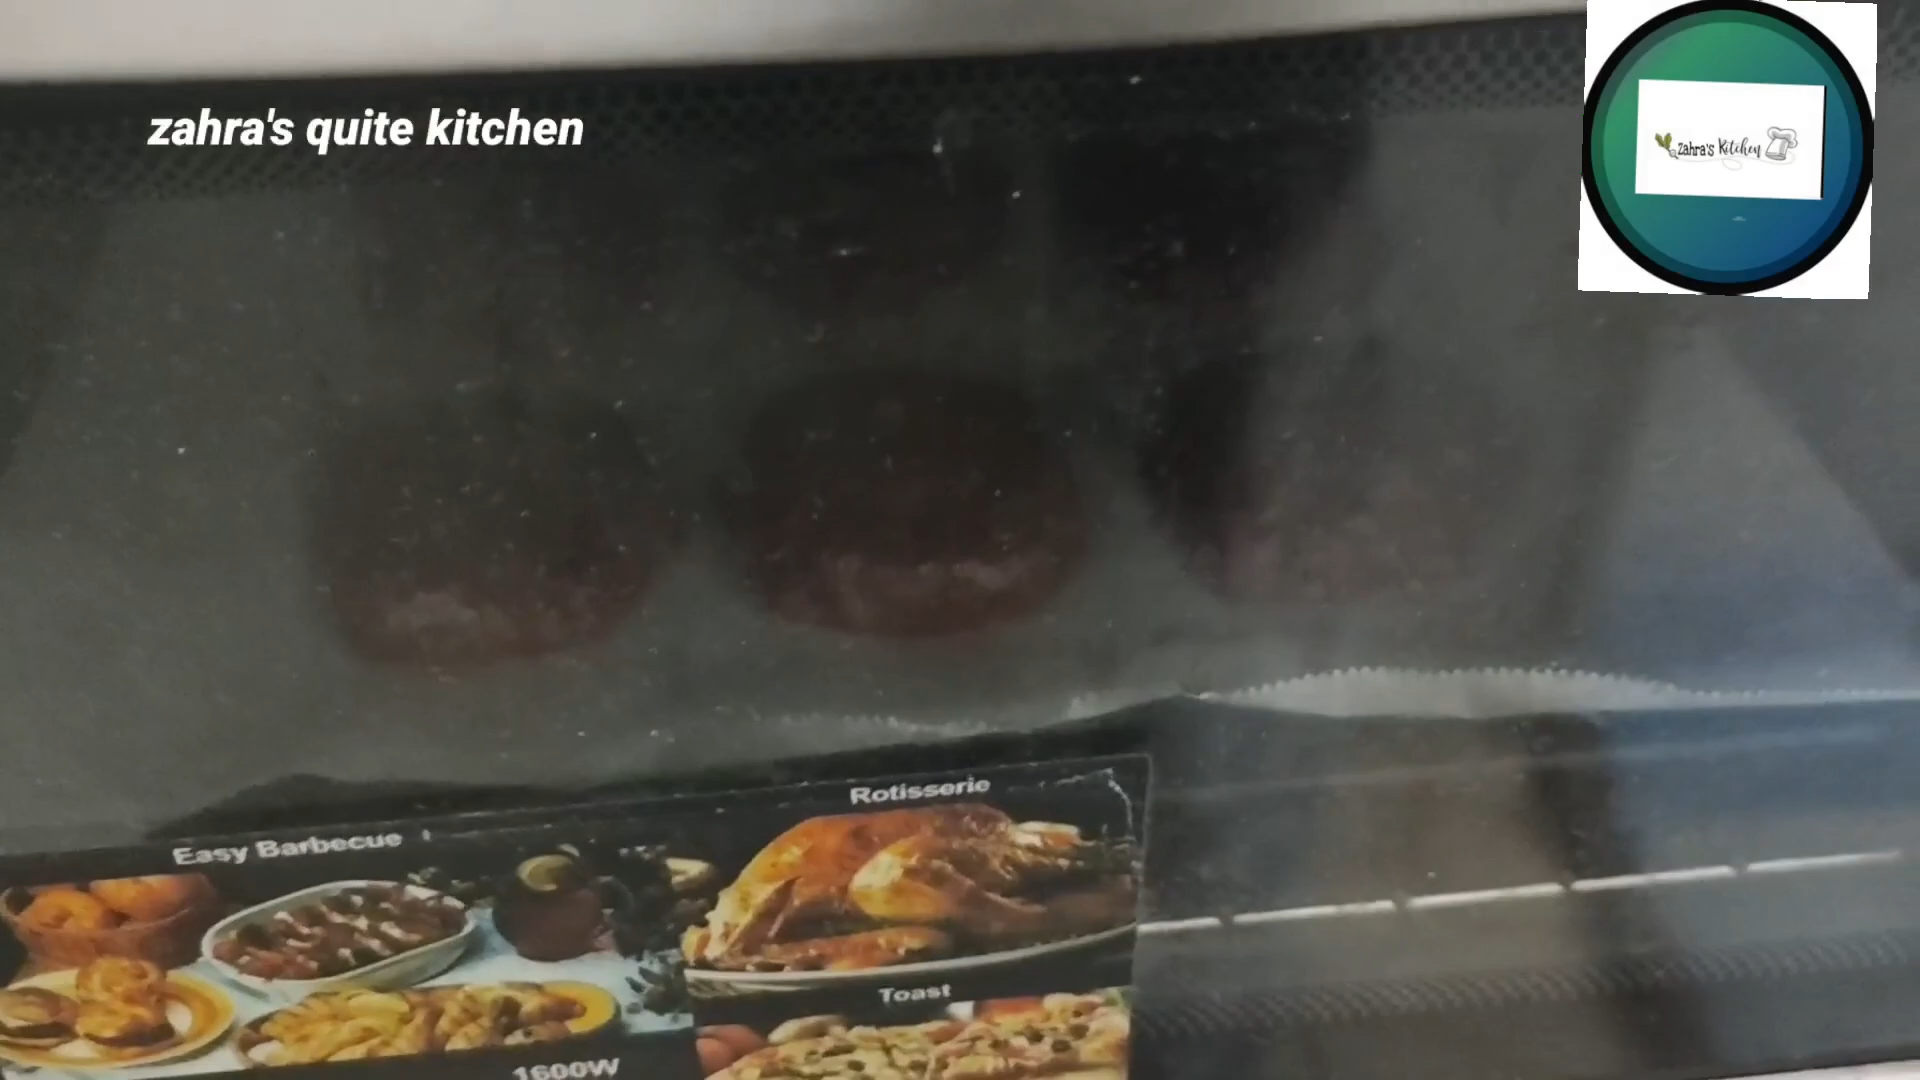 zahra's quite kitchen
Zahra's Kitchen
Rotisserie
Easy Barbecue
Toast
1600W